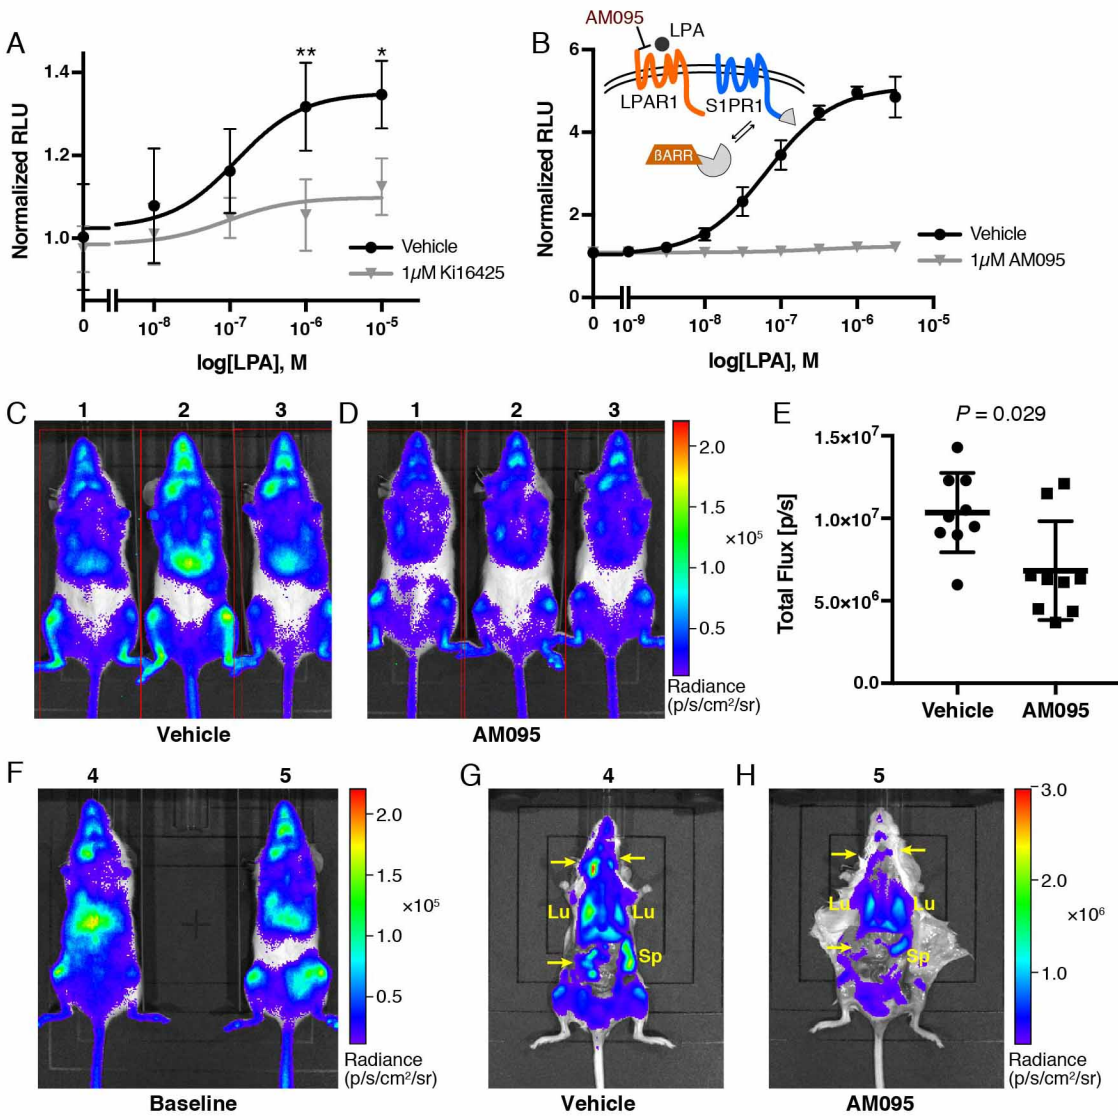 A
1.4
1.2
1.0
Normalized RLU
** *
Vehicle
1µM Ki16425
0 10-8 10-7 10-6 10-5
log[LPA], M
B
AM095
LPA
LPAR1 S1PR1
ßARR
6
4
2
0
Normalized RLU
Vehicle
1µM AM095
0 10-9 10-8 10-7 10-6 10-5
log[LPA], M
C
1 2 3
Vehicle
D
1 2 3
AM095
2.0
1.5
×10⁵
1.0
0.5
Radiance
(p/s/cm²/sr)
E
P = 0.029
1.5×10⁷
1.0×10⁷
5.0×10⁶
0.0
Total Flux [p/s]
Vehicle AM095
F
4 5
Baseline
2.0
1.5
×10⁵
1.0
0.5
Radiance
(p/s/cm²/sr)
G
4
Lu Lu
Sp
Vehicle
H
5
Lu Lu
Sp
AM095
3.0
2.0
×10⁶
1.0
Radiance
(p/s/cm²/sr)